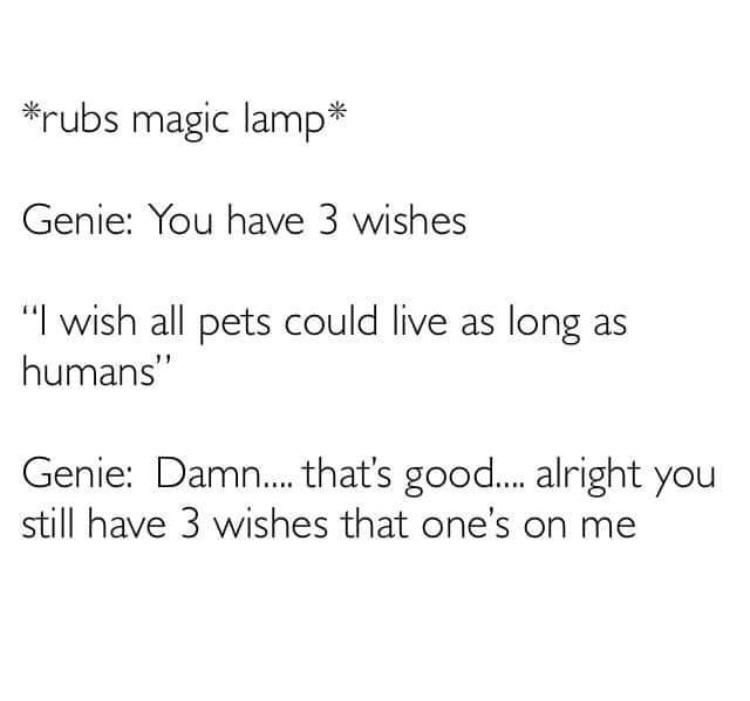 *rubs magic lamp*
Genie: You have 3 wishes
“I wish all pets could live as long as
humans”
Genie:  Damn.... that's good.... alright you
still have 3 wishes that one's on me